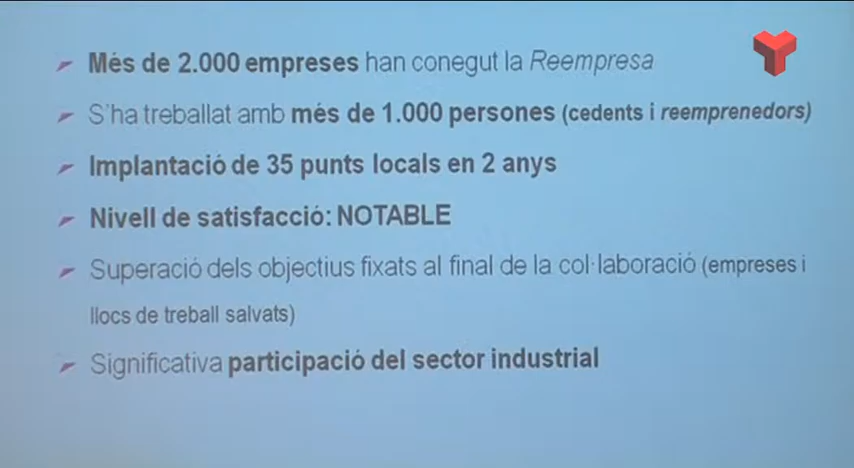 Més de 2.000 empreses han conegut la Reempresa
S'ha treballat amb més de 1.000 persones (cedents i reemprenedors)
Implantació de 35 punts locals en 2 anys
Nivell de satisfacció: NOTABLE
Superació dels objectius fixats al final de la col·laboració (empreses i
llocs de treball salvats)
Significativa participació del sector industrial